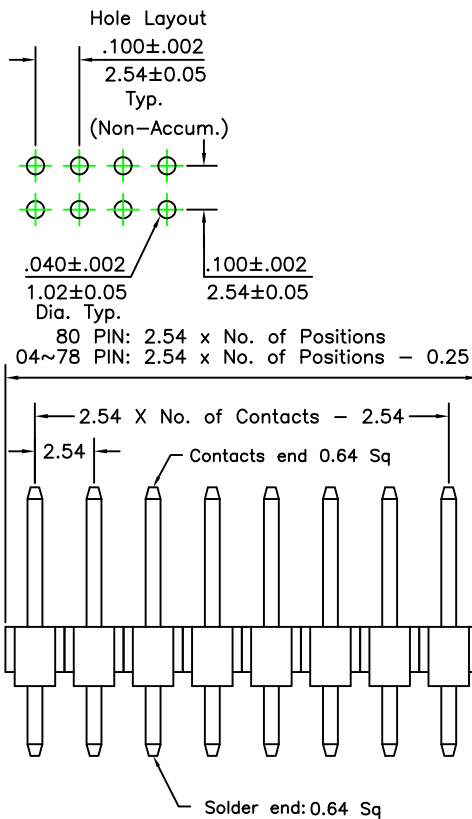 Hole Layout
.100±.002
2.54±0.05
Typ.
(Non-Accum.)
.040±.002
1.02±0.05
Dia. Typ.
.100±.002
2.54±0.05
80 PIN: 2.54 x No. of Positions
04~78 PIN: 2.54 x No. of Positions - 0.25
2.54 X No. of Contacts - 2.54
2.54
Contacts end 0.64 Sq
Solder end: 0.64 Sq